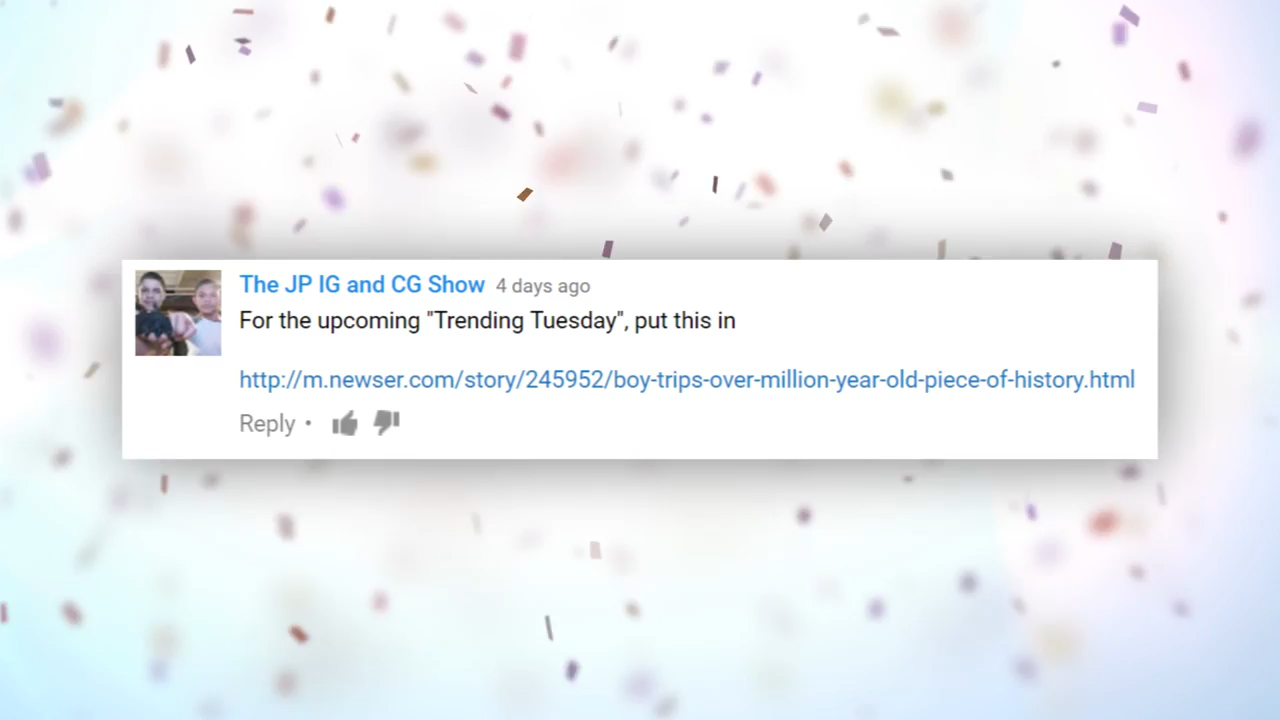 The JP IG and CG Show 4 days ago
For the upcoming "Trending Tuesday", put this in
http://m.newser.com/story/245952/boy-trips-over-million-year-old-piece-of-history.html
Reply •